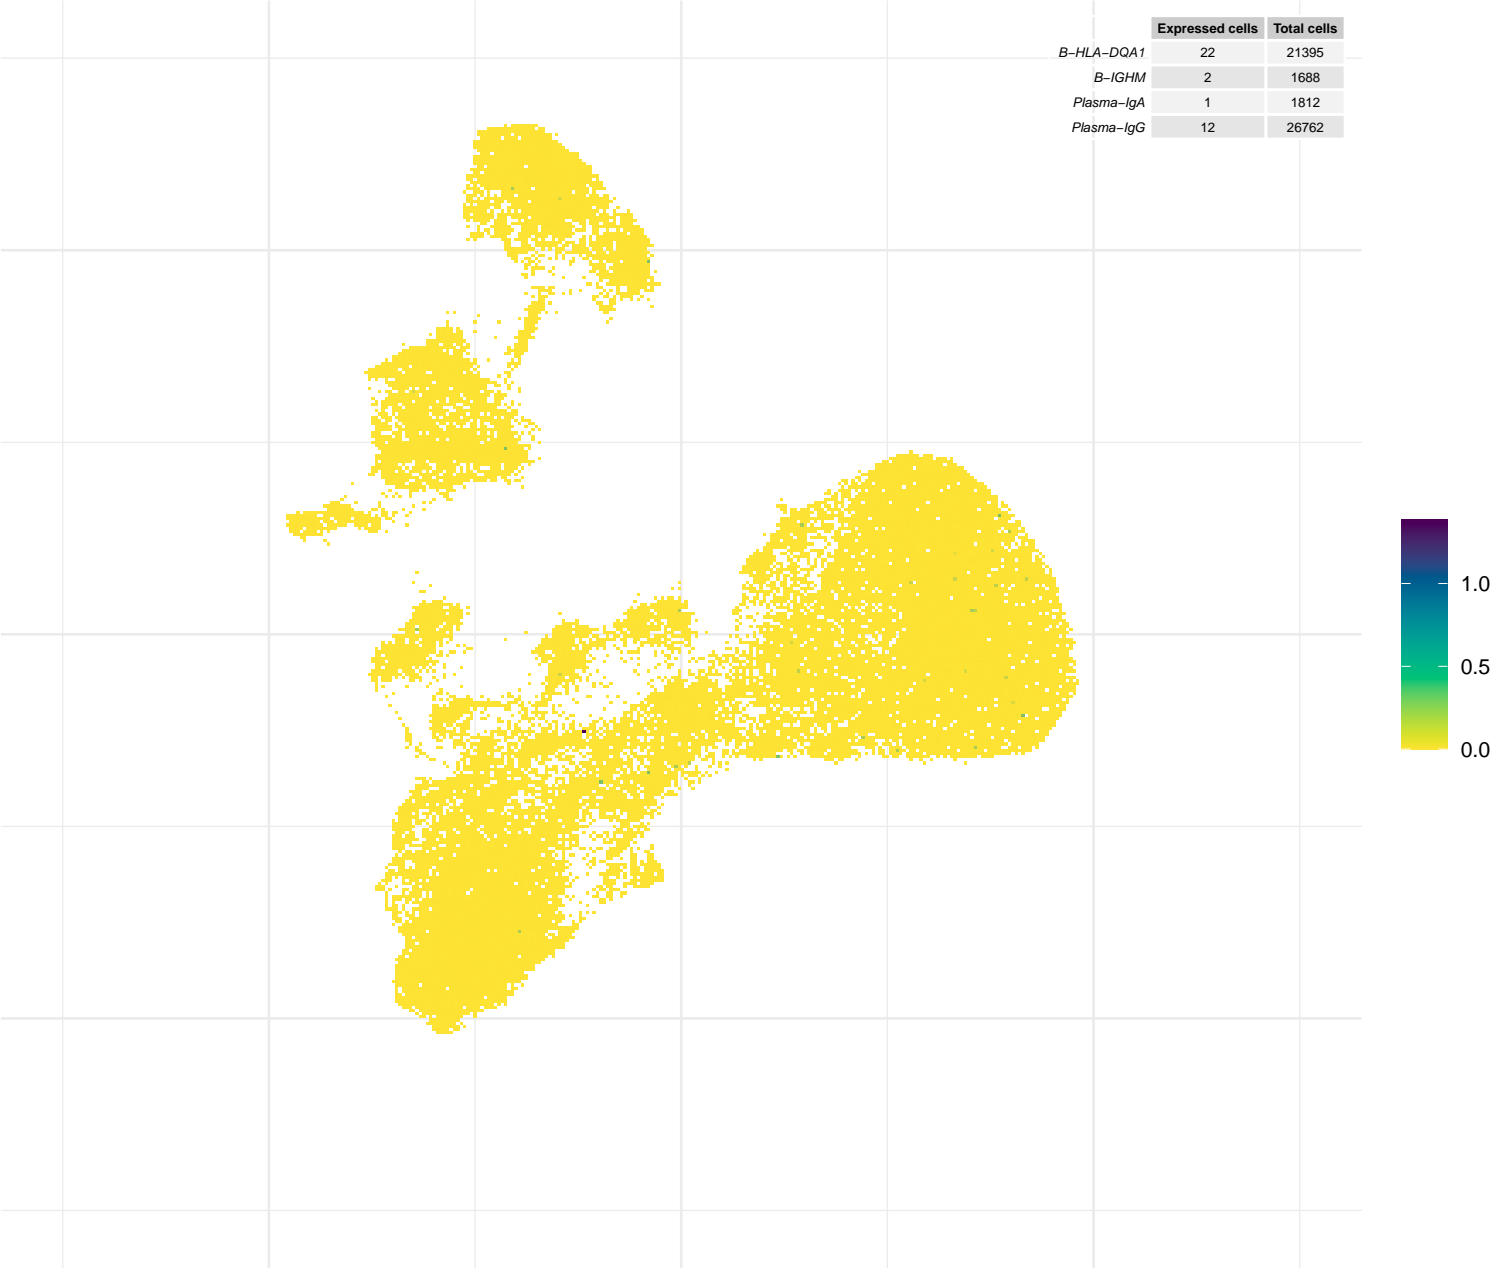 Expressed cells Total cells
B−HLA−DQA1 22 21395
B−IGHM 2 1688
Plasma−IgA 1 1812
Plasma−IgG 12 26762
1.0
0.5
0.0